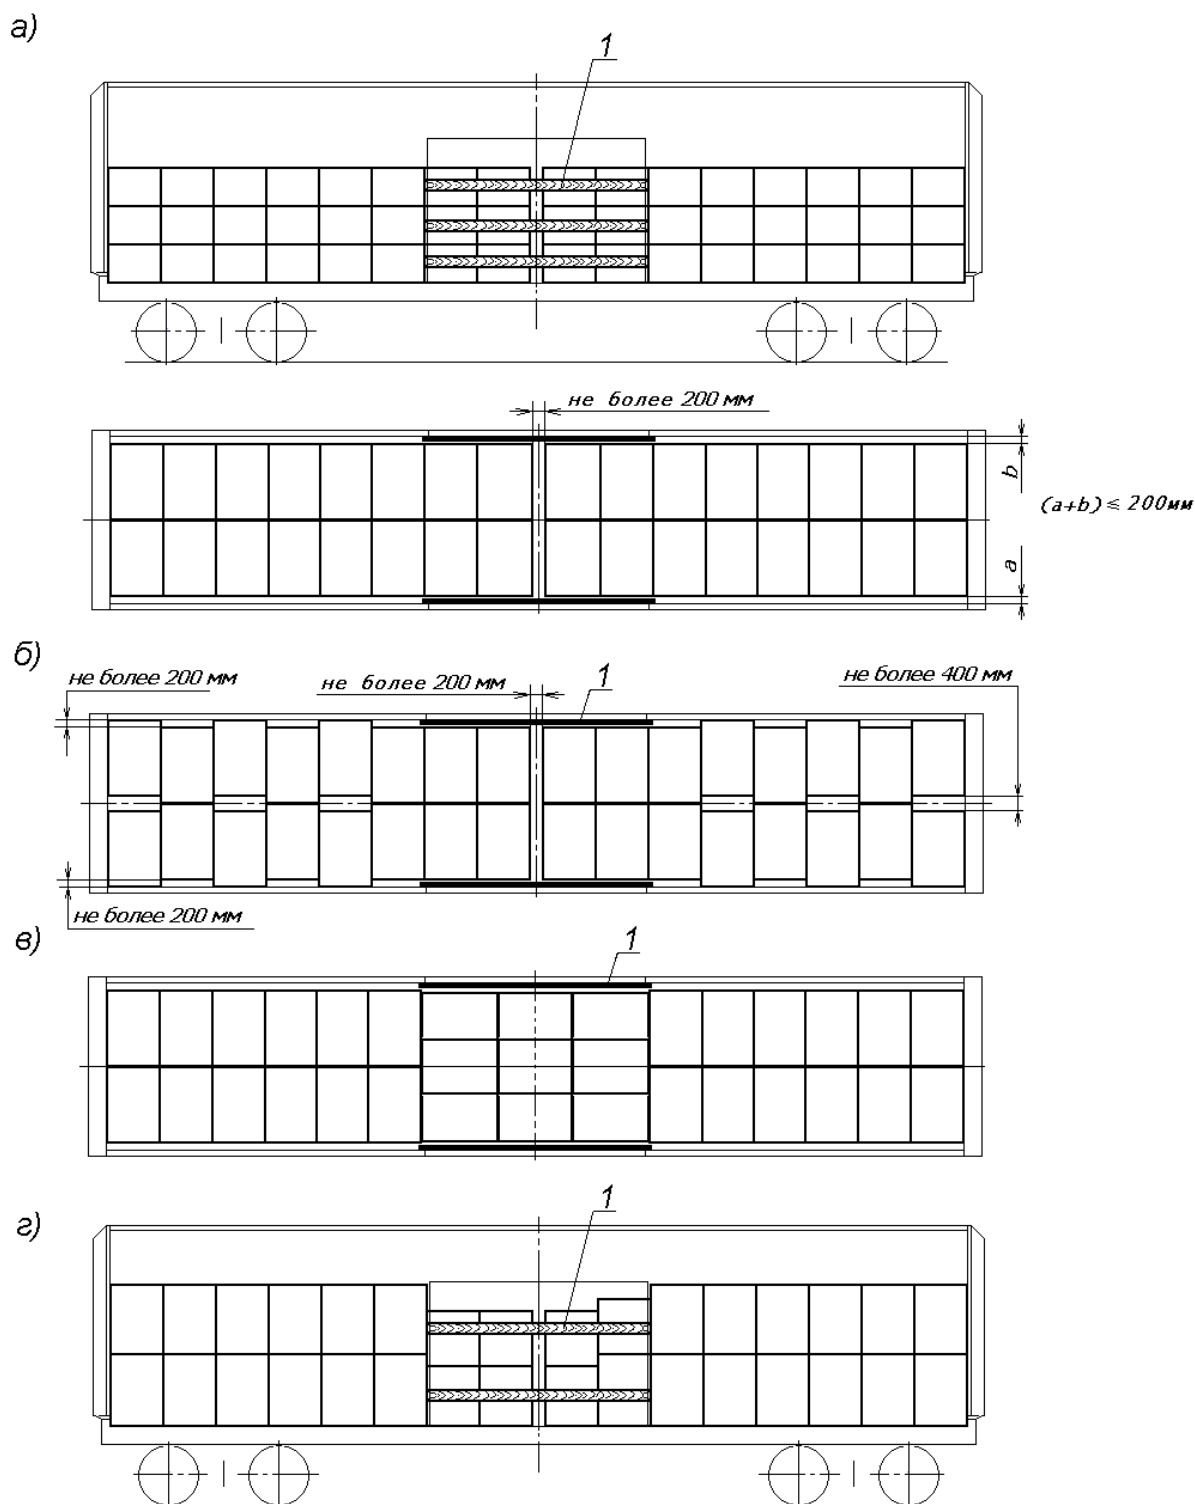 а)
1
не более 200 мм
b
(a+b) ≤ 200мм
a
б)
не более 200 мм
не более 200 мм
1
не более 400 мм
не более 200 мм
в)
1
г)
1